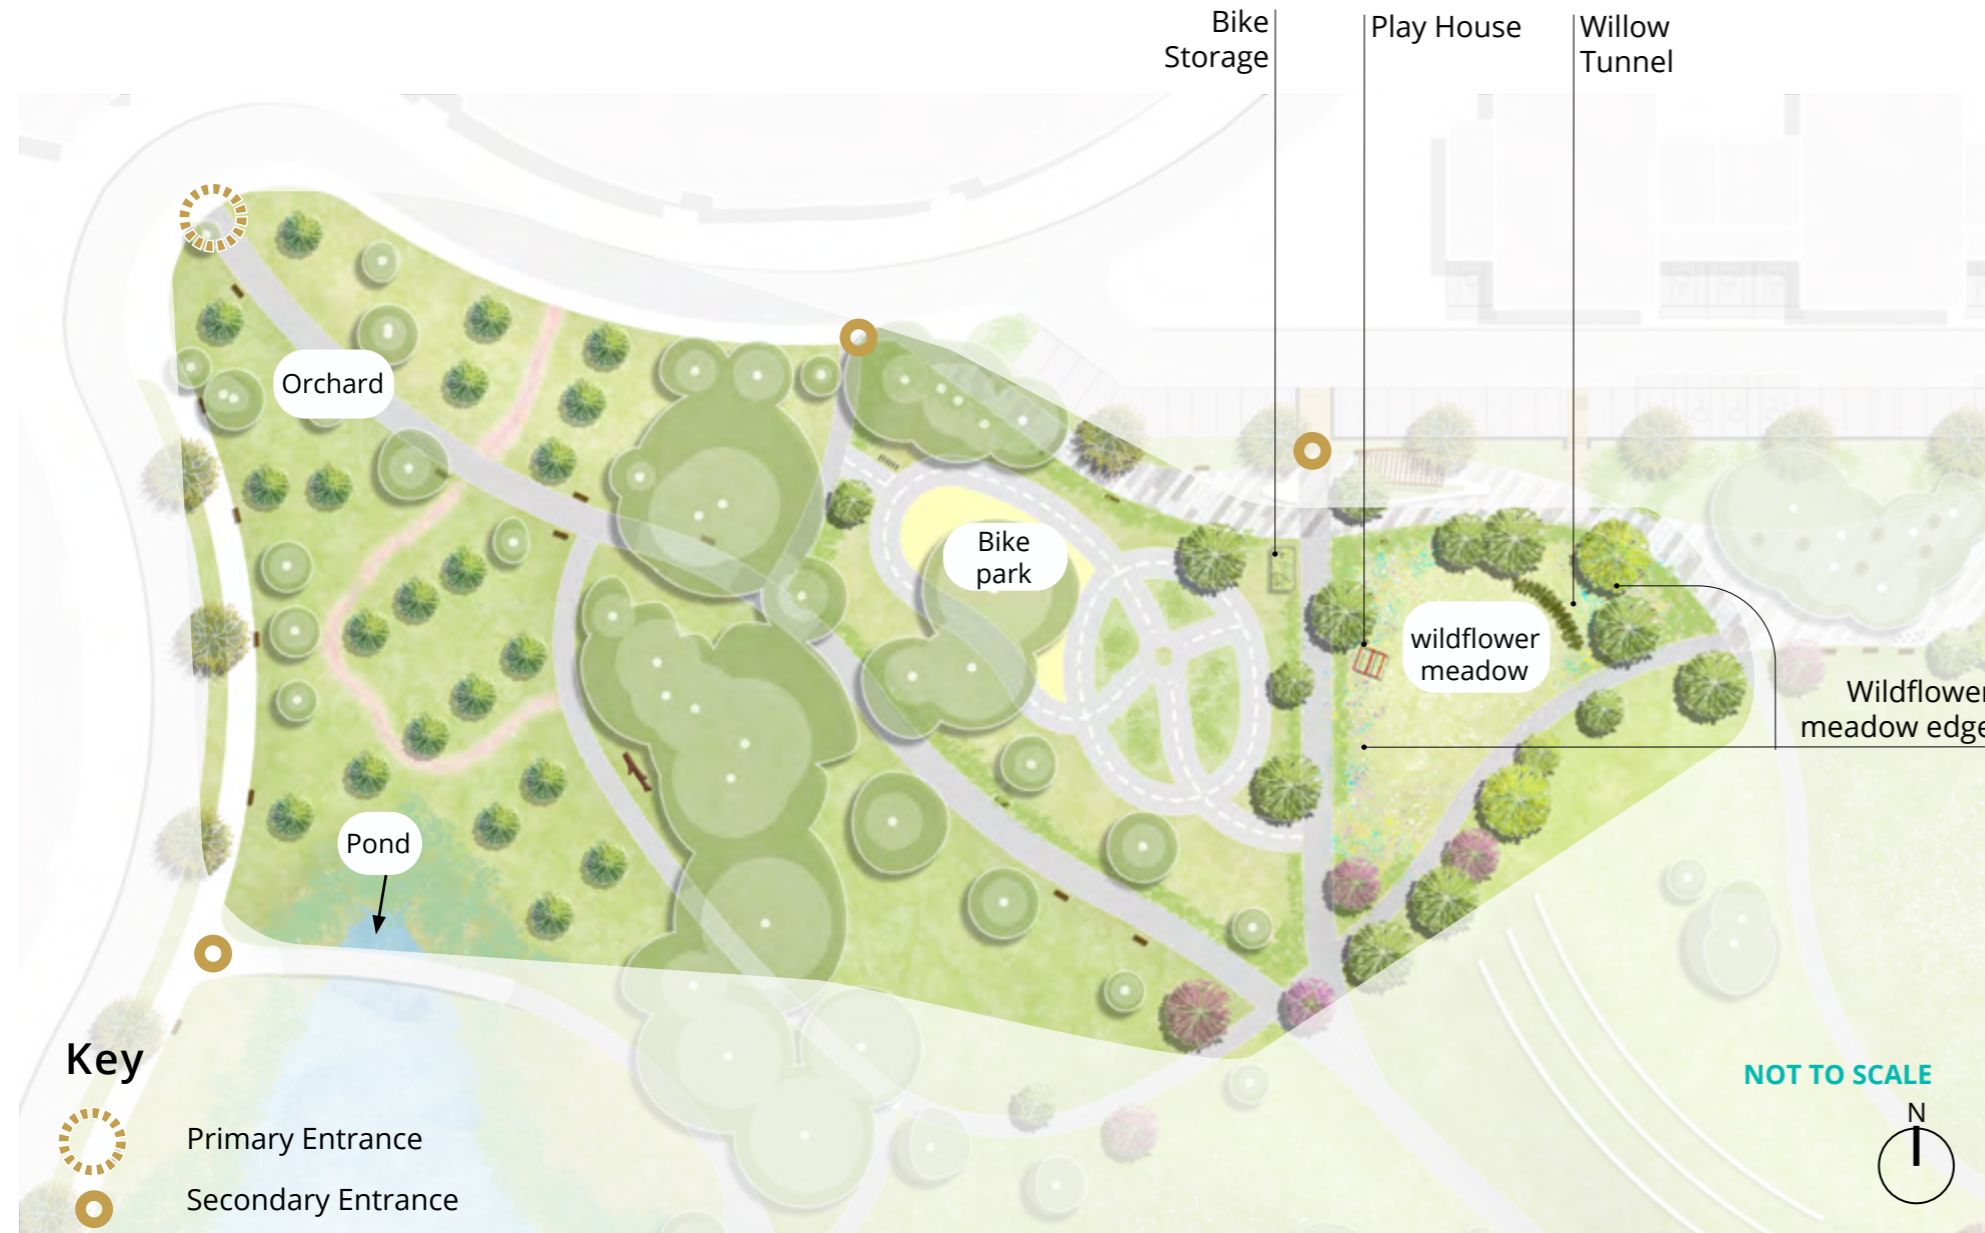 Bike
Storage
Play House
Willow
Tunnel
Orchard
Bike
park
wildflower
meadow
Wildflower
meadow edge
Pond
Key
Primary Entrance
Secondary Entrance
NOT TO SCALE
N